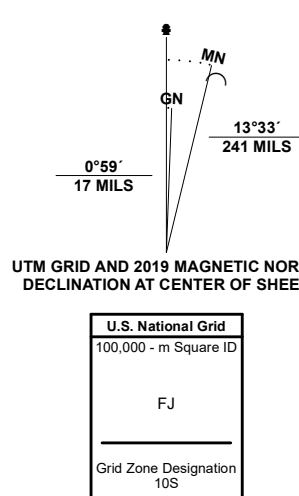 MN
GN
13°33´
241 MILS
0°59´
17 MILS
UTM GRID AND 2019 MAGNETIC NOR
DECLINATION AT CENTER OF SHEE
U.S. National Grid
100,000 - m Square ID
FJ
Grid Zone Designation
10S